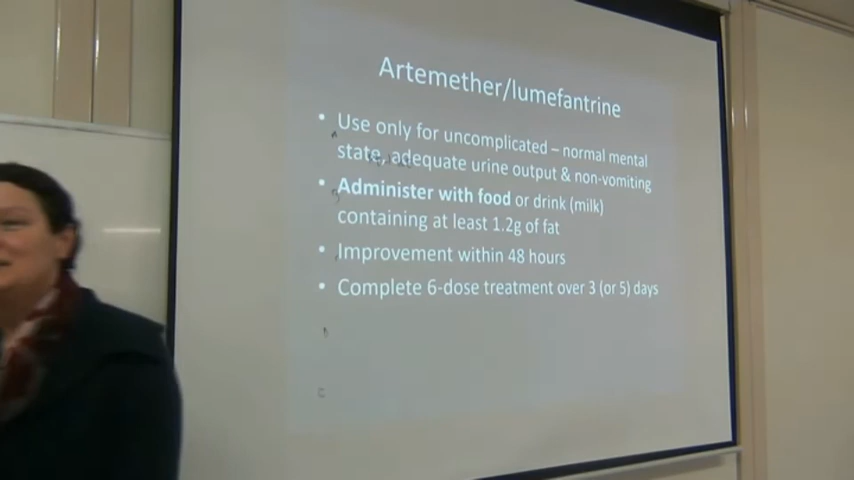 Artemether/lumefantrine
• Use only for uncomplicated – normal mental
state, adequate urine output & non-vomiting
• Administer with food or drink (milk)
containing at least 1.2g of fat
• Improvement within 48 hours
• Complete 6-dose treatment over 3 (or 5) days